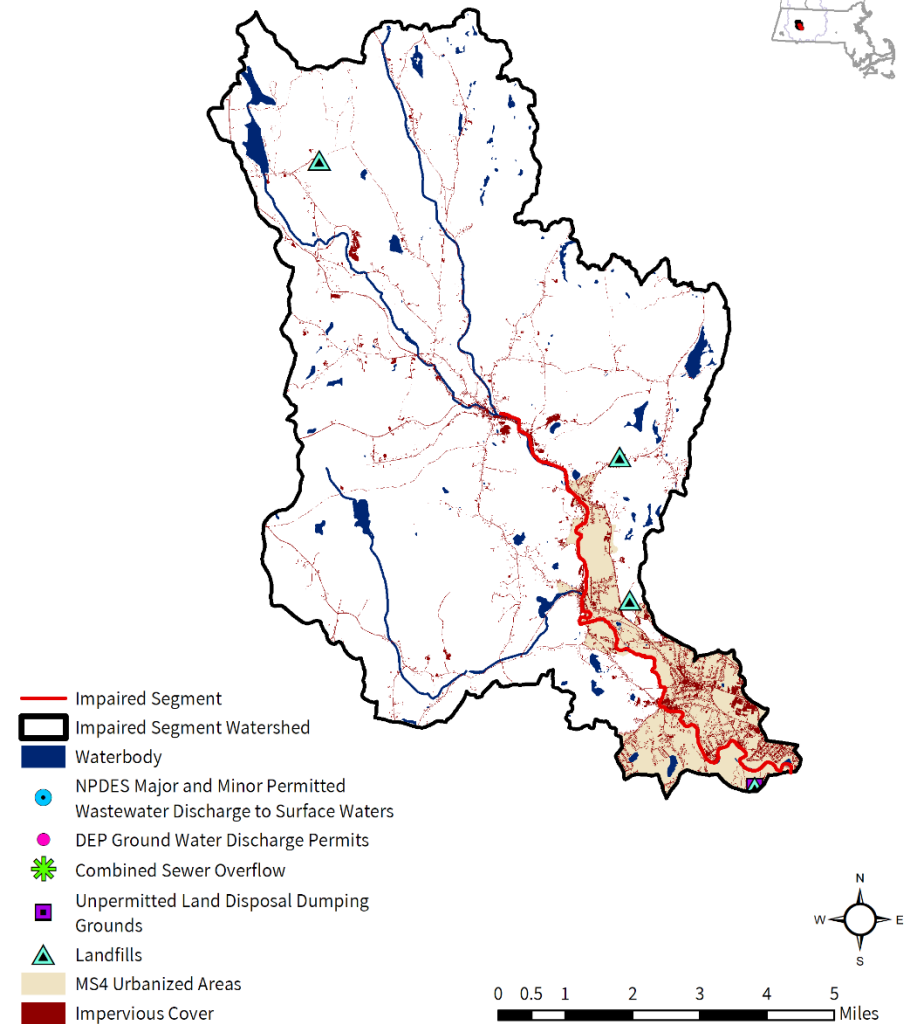 Impaired Segment
Impaired Segment Watershed
Waterbody
NPDES Major and Minor Permitted
Wastewater Discharge to Surface Waters
DEP Ground Water Discharge Permits
Combined Sewer Overflow
Unpermitted Land Disposal Dumping
Grounds
Landfills
MS4 Urbanized Areas
Impervious Cover
N
W E
S
0 0.5 1 2 3 4 5
Miles